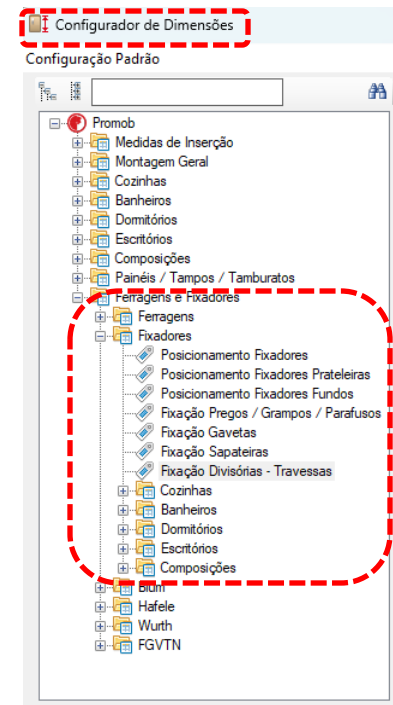 Configurador de Dimensões
Configuração Padrão
Promob
Medidas de Inserção
Montagem Geral
Cozinhas
Banheiros
Dormitórios
Escritórios
Composições
Painéis / Tampos / Tamburatos
Ferragens e Fixadores
Ferragens
Fixadores
Posicionamento Fixadores
Posicionamento Fixadores Prateleiras
Posicionamento Fixadores Fundos
Fixação Pregos / Grampos / Parafusos
Fixação Gavetas
Fixação Sapateiras
Fixação Divisórias - Travessas
Cozinhas
Banheiros
Dormitórios
Escritórios
Composições
Blum
Hafele
Wurth
FGVTN